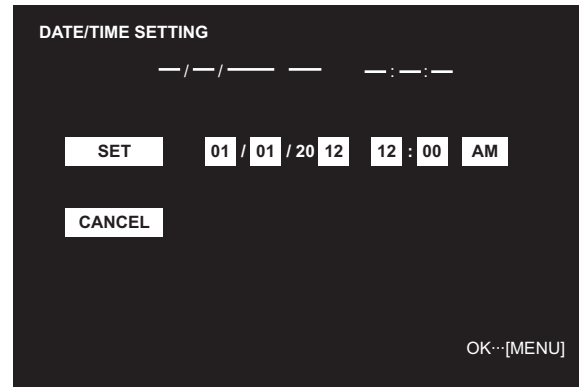 DATE/TIME SETTING
—/—/—— —— —:—:—
SET 01 / 01 / 20 12 12 : 00 AM
CANCEL
OK···[MENU]